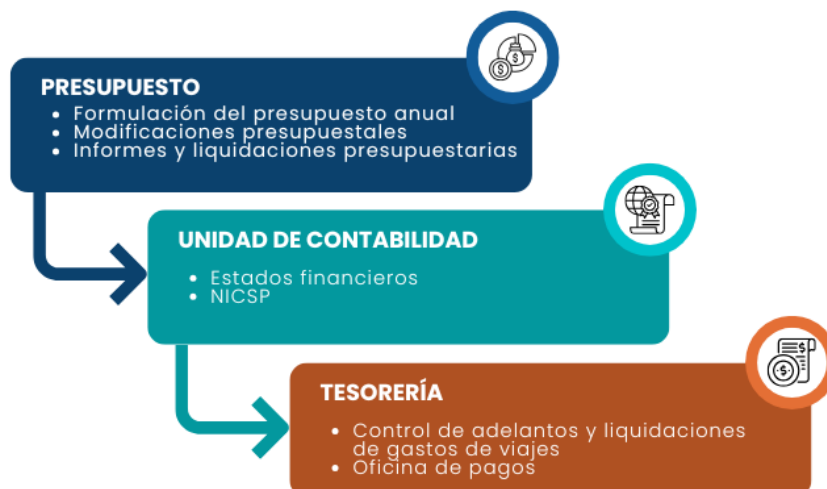 PRESUPUESTO
• Formulación del presupuesto anual
• Modificaciones presupuestales
• Informes y liquidaciones presupuestarias
UNIDAD DE CONTABILIDAD
• Estados financieros
• NICSP
TESORERÍA
• Control de adelantos y liquidaciones
de gastos de viajes
• Oficina de pagos